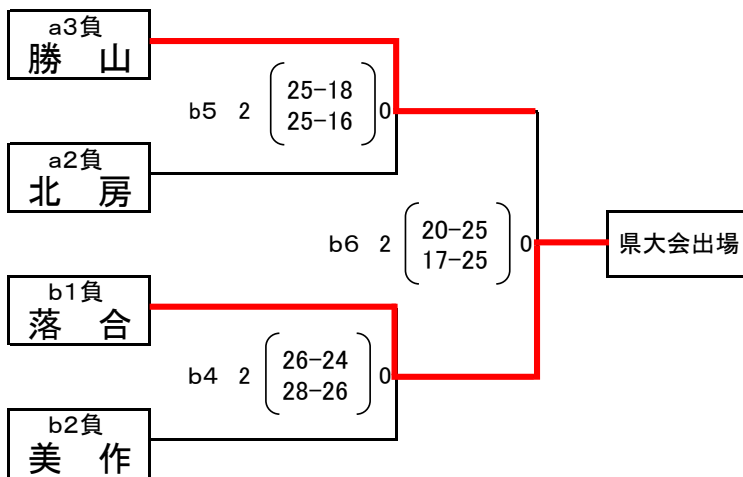 a3負
勝　山
b5　2　25-18　0
25-16
a2負
北　房
b6　2　20-25　0
17-25
県大会出場
b1負
落　合
b4　2　26-24　0
28-26
b2負
美　作